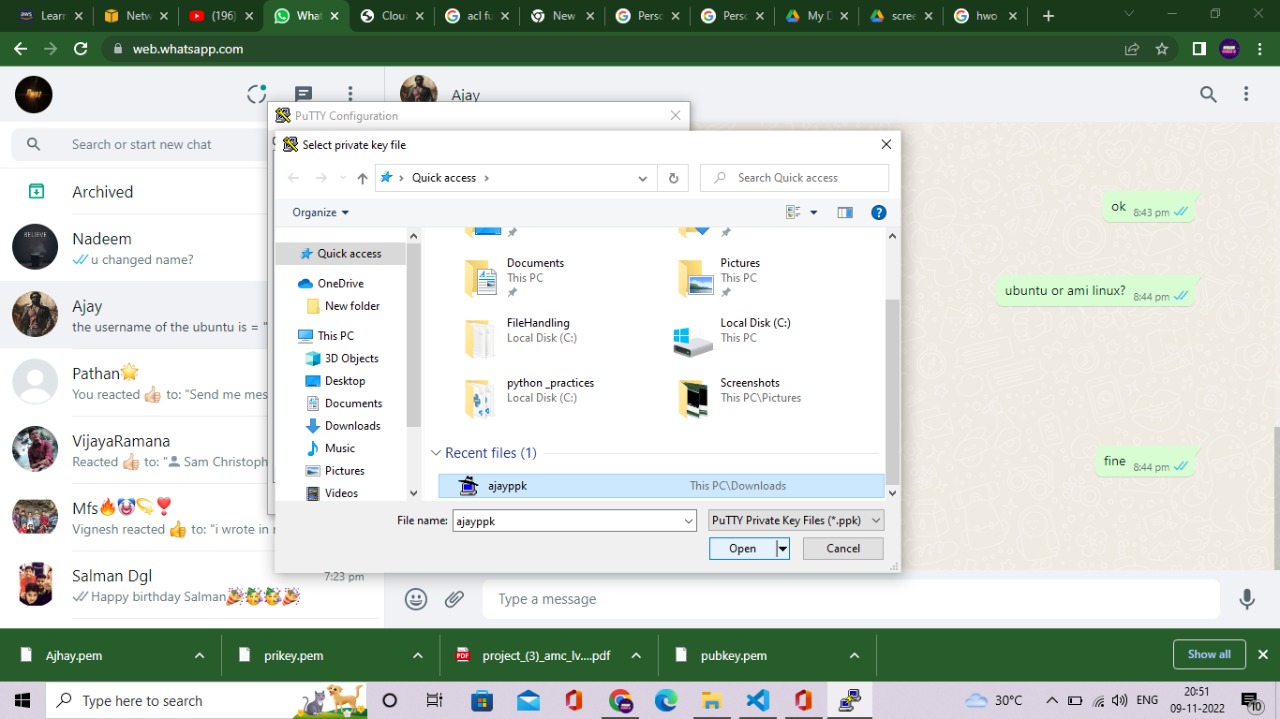 Learn
Netw
(196)
What
Clou
acl fu
New
Perso
Perso
My D
scree
hwo
web.whatsapp.com
Ajay
PuTTY Configuration
Select private key file
Search or start new chat
Quick access
Search Quick access
Archived
Organize
ok 8:43 pm
Nadeem
u changed name?
Quick access
OneDrive
New folder
This PC
3D Objects
Desktop
Documents
Downloads
Music
Pictures
Videos
Documents
This PC
Pictures
This PC
FileHandling
Local Disk (C:)
Local Disk (C:)
This PC
python _practices
Local Disk (C:)
Screenshots
This PC\Pictures
Recent files (1)
ajayppk This PC\Downloads
ubuntu or ami linux? 8:44 pm
Ajay
the username of the ubuntu is = "
Pathan🌟
You reacted 👍 to: "Send me mes
VijayaRamana
Reacted 👍 to: "Sam Christoph
fine 8:44 pm
Mfs🔥🤡💫❣
Vignesh reacted 👍 to: "i wrote in r
File name: ajayppk PuTTY Private Key Files (*.ppk)
Open Cancel
Salman Dgl 7:23 pm
Happy birthday Salman🎉🥳🥳🎉
Type a message
Ajhay.pem
prikey.pem
project_(3)_amc_lv....pdf
pubkey.pem
Show all
Type here to search
30°C
ENG
20:51
09-11-2022
10